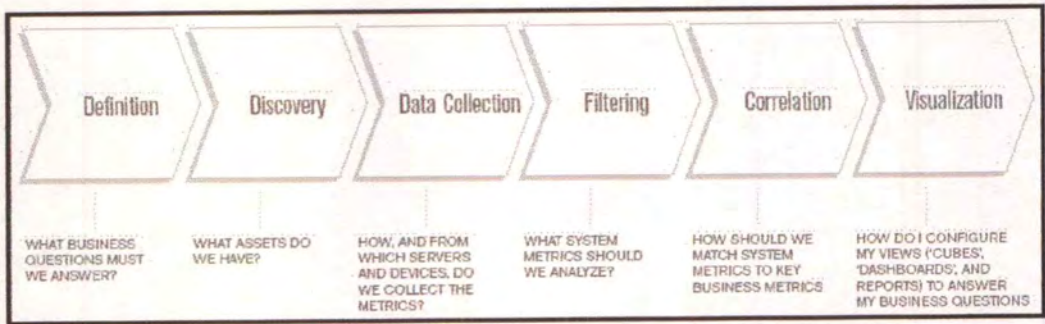 Definition
Discovery
Data Collection
Filtering
Correlation
Visualization
WHAT BUSINESS
QUESTIONS MUST
WE ANSWER?
WHAT ASSETS DO
WE HAVE?
HOW, AND FROM
WHICH SERVERS
AND DEVICES, DO
WE COLLECT THE
METRICS?
WHAT SYSTEM
METRICS SHOULD
WE ANALYZE?
HOW SHOULD WE
MATCH SYSTEM
METRICS TO KEY
BUSINESS METRICS
HOW DO I CONFIGURE
MY VIEWS ('CUBES',
'DASHBOARDS', AND
REPORTS) TO ANSWER
MY BUSINESS QUESTIONS